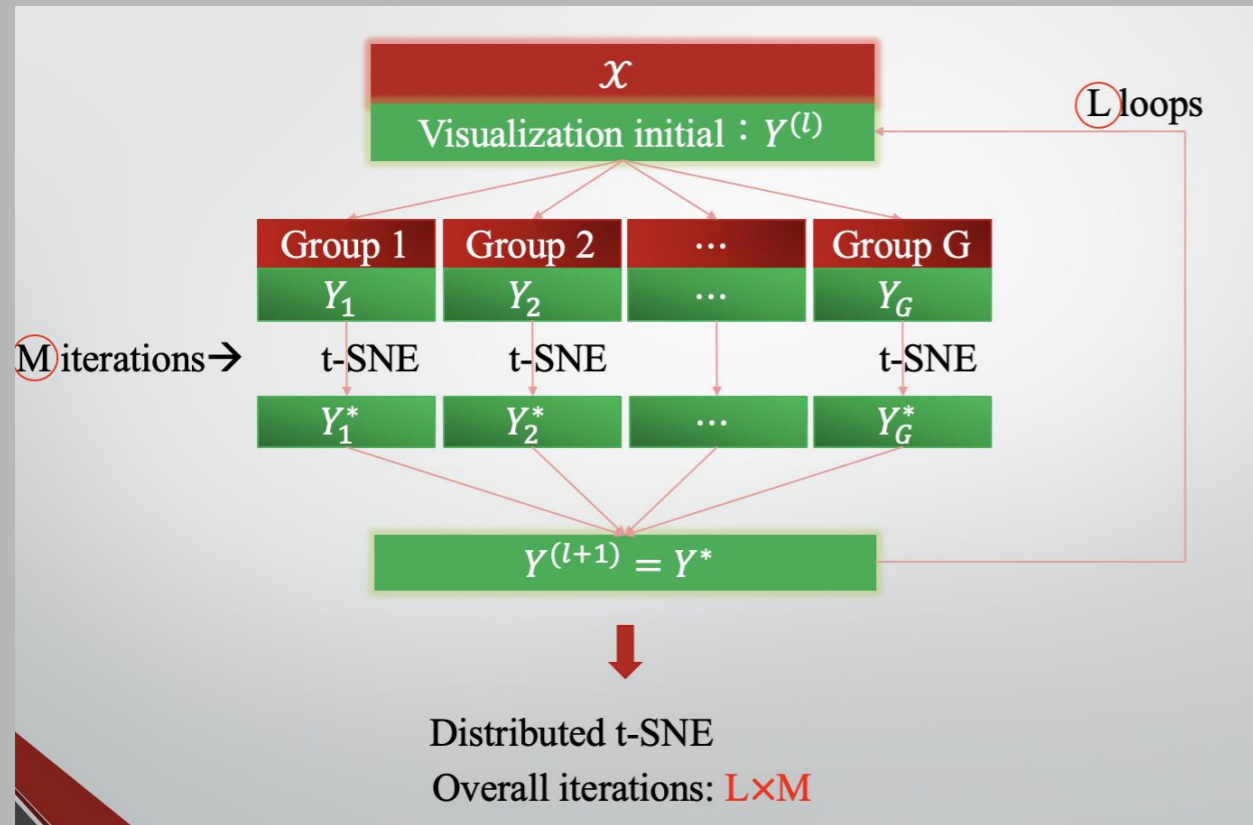 𝒳
L loops
Visualization initial：Y^(l)
Group 1 Group 2 ⋯ Group G
Y_1 Y_2 ⋯ Y_G
M iterations→ t-SNE t-SNE t-SNE
Y_1^* Y_2^* ⋯ Y_G^*
Y^(l+1) = Y^*
Distributed t-SNE
Overall iterations: L×M